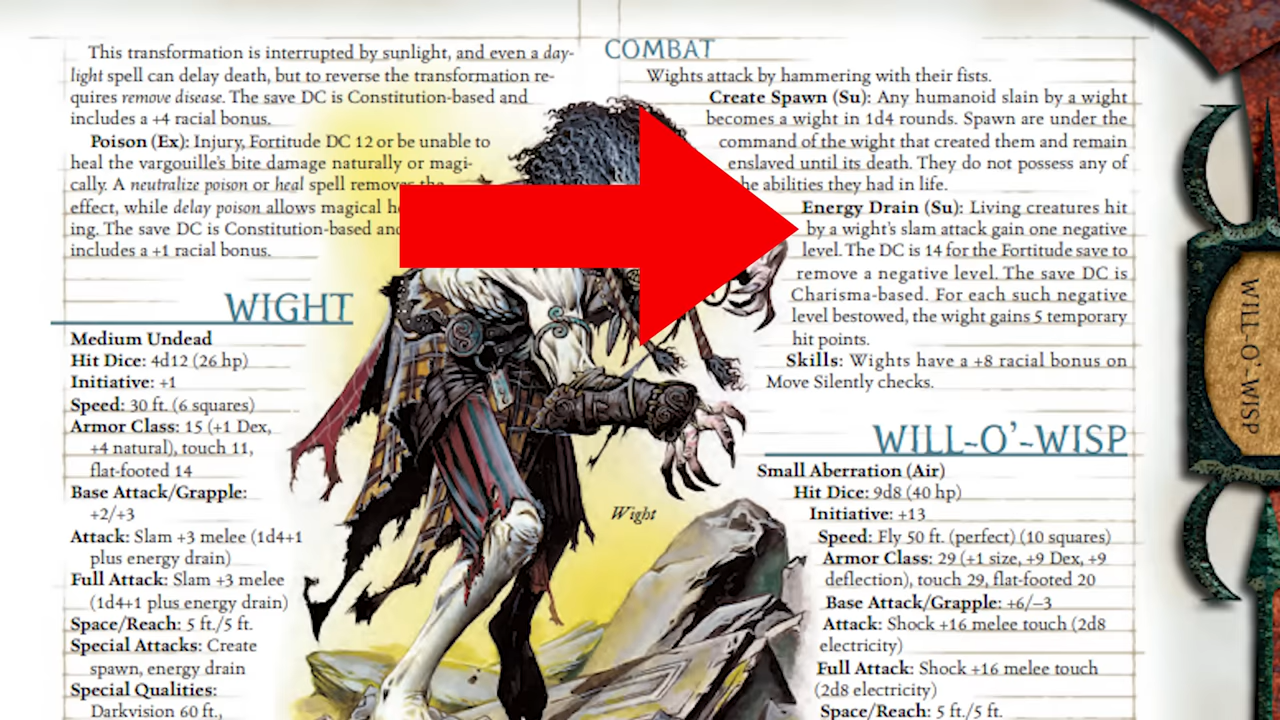 This transformation is interrupted by sunlight, and even a day-
light spell can delay death, but to reverse the transformation re-
quires remove disease. The save DC is Constitution-based and
includes a +4 racial bonus.
Poison (Ex): Injury, Fortitude DC 12 or be unable to
heal the vargouille's bite damage naturally or magi-
cally. A neutralize poison or heal spell removes the
effect, while delay poison allows magical
ing. The save DC is Constitution-based and
includes a +1 racial bonus.
WIGHT
Medium Undead
Hit Dice: 4d12 (26 hp)
Initiative: +1
Speed: 30 ft. (6 squares)
Armor Class: 15 (+1 Dex,
+4 natural), touch 11,
flat-footed 14
Base Attack/Grapple:
+2/+3
Attack: Slam +3 melee (1d4+1
plus energy drain)
Full Attack: Slam +3 melee
(1d4+1 plus energy drain)
Space/Reach: 5 ft./5 ft.
Special Attacks: Create
spawn, energy drain
Special Qualities:
Darkvision 60 ft.,
Wight
COMBAT
Wights attack by hammering with their fists.
Create Spawn (Su): Any humanoid slain by a wight
becomes a wight in 1d4 rounds. Spawn are under the
command of the wight that created them and remain
enslaved until its death. They do not possess any of
the abilities they had in life.
Energy Drain (Su): Living creatures hit
by a wight's slam attack gain one negative
level. The DC is 14 for the Fortitude save to
remove a negative level. The save DC is
Charisma-based. For each such negative
level bestowed, the wight gains 5 temporary
hit points.
Skills: Wights have a +8 racial bonus on
Move Silently checks.
WILL-O'-WISP
Small Aberration (Air)
Hit Dice: 9d8 (40 hp)
Initiative: +13
Speed: Fly 50 ft. (perfect) (10 squares)
Armor Class: 29 (+1 size, +9 Dex, +9
deflection), touch 29, flat-footed 20
Base Attack/Grapple: +6/–3
Attack: Shock +16 melee touch (2d8
electricity)
Full Attack: Shock +16 melee touch
(2d8 electricity)
Space/Reach: 5 ft./5 ft.
WILL-O'-WISP